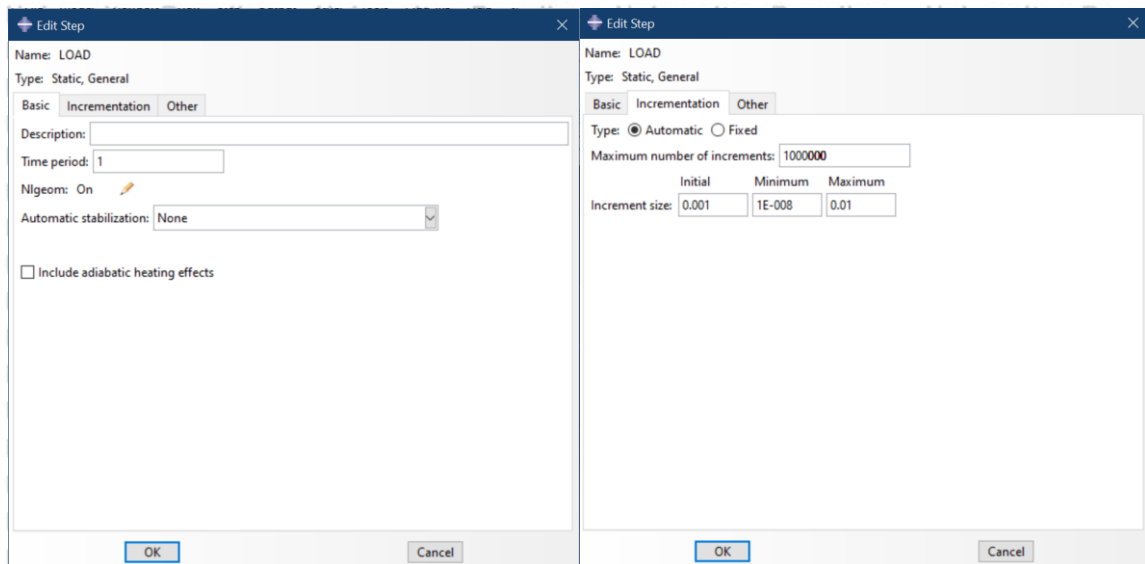 Edit Step
Name: LOAD
Type: Static, General
Basic Incrementation Other
Description:
Time period: 1
Nlgeom: On
Automatic stabilization: None
Include adiabatic heating effects
OK Cancel
Edit Step
Name: LOAD
Type: Static, General
Basic Incrementation Other
Type: Automatic Fixed
Maximum number of increments: 1000000
Initial Minimum Maximum
Increment size: 0.001 1E-008 0.01
OK Cancel